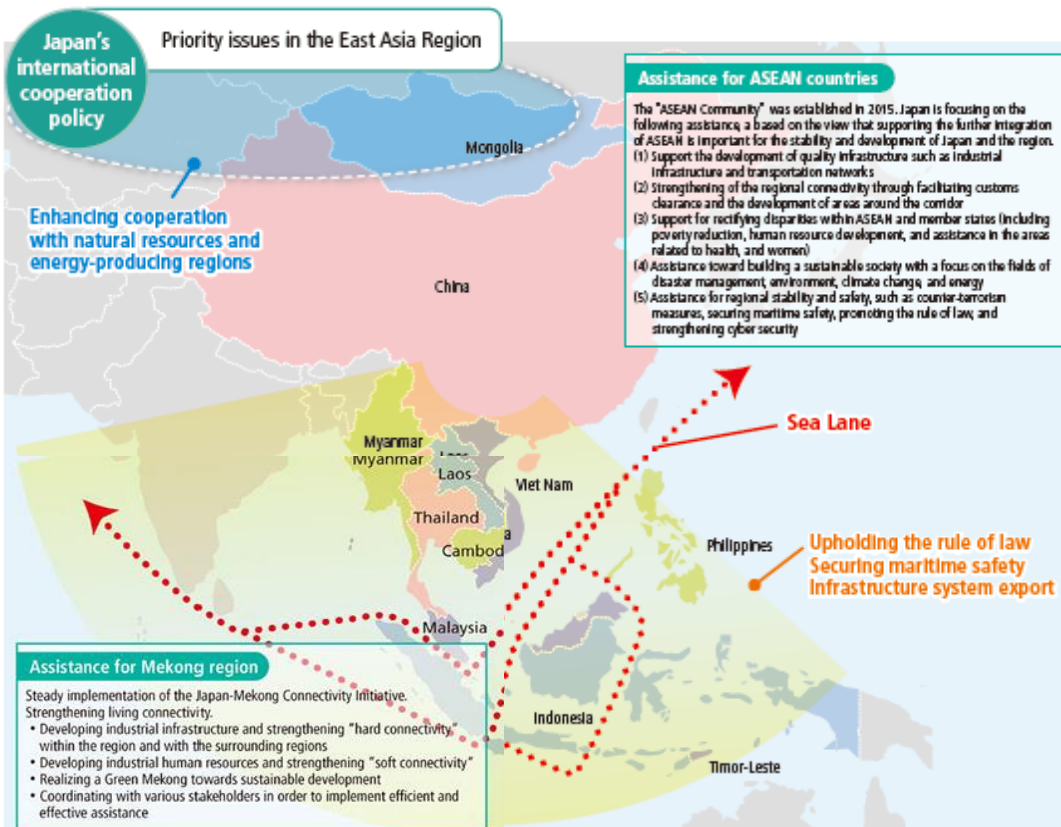 Japan's
international
cooperation
policy
Priority issues in the East Asia Region
Assistance for ASEAN countries
The "ASEAN Community" was established in 2015. Japan is focusing on the
following assistance, a based on the view that supporting the further integration
of ASEAN is important for the stability and development of Japan and the region.
(1) Support the development of quality infrastructure such as industrial
infrastructure and transportation networks
(2) Strengthening of the regional connectivity through facilitating customs
clearance and the development of areas around the corridor
(3) Support for rectifying disparities within ASEAN and member states (including
poverty reduction, human resource development, and assistance in the areas
related to health, and women)
(4) Assistance toward building a sustainable society with a focus on the fields of
disaster management, environment, climate change, and energy
(5) Assistance for regional stability and safety, such as counter-terrorism
measures, securing maritime safety, promoting the rule of law, and
strengthening cyber security
Mongolia
Enhancing cooperation
with natural resources and
energy-producing regions
China
Sea Lane
Myanmar
Myanmar
Laos
Viet Nam
Thailand
Cambod
a
Philippines
Upholding the rule of law
Securing maritime safety
Infrastructure system export
Malaysia
Assistance for Mekong region
Steady implementation of the Japan-Mekong Connectivity Initiative.
Strengthening living connectivity.
• Developing industrial infrastructure and strengthening "hard connectivity"
within the region and with the surrounding regions
• Developing industrial human resources and strengthening "soft connectivity"
• Realizing a Green Mekong towards sustainable development
• Coordinating with various stakeholders in order to implement efficient and
effective assistance
Indonesia
Timor-Leste